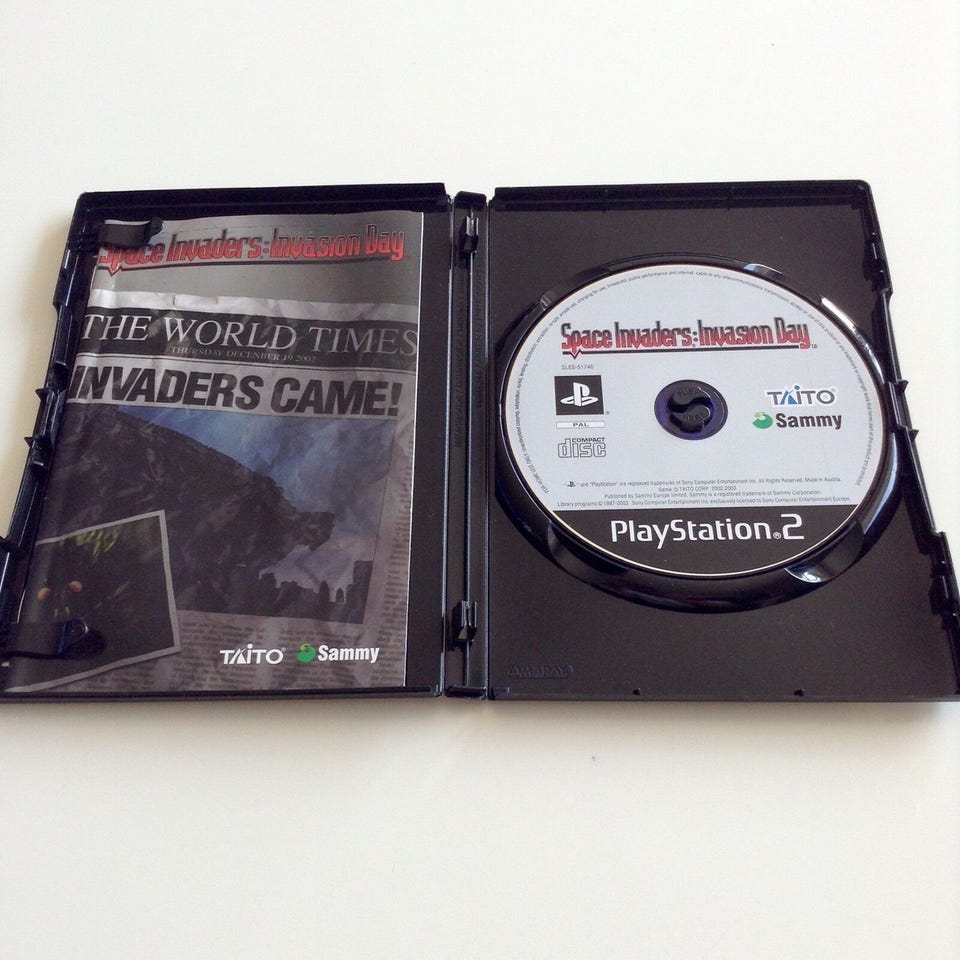 Space Invaders:Invasion Day
THE WORLD TIMES
THURSDAY DECENBER 19 2002
INVADERS CAME!
TAITO®
Sammy
AMARAY
Space Invaders:Invasion Day™
SLES-51746
PAL
COMPACT
disc
TAITO®
Sammy
and "PlayStation" are registered trademarks of Sony Computer Entertainment Inc. All Rights Reserved. Made in Austria.
Game © TAITO CORP. 2002 2003.
Published by Sammy Europe limited. Sammy is a registered trademark of Sammy Corporation.
Library programs © 1997-2003 Sony Computer Entertainment Inc. exclusively licensed to Sony Computer Entertainment Europe.
PlayStation®2